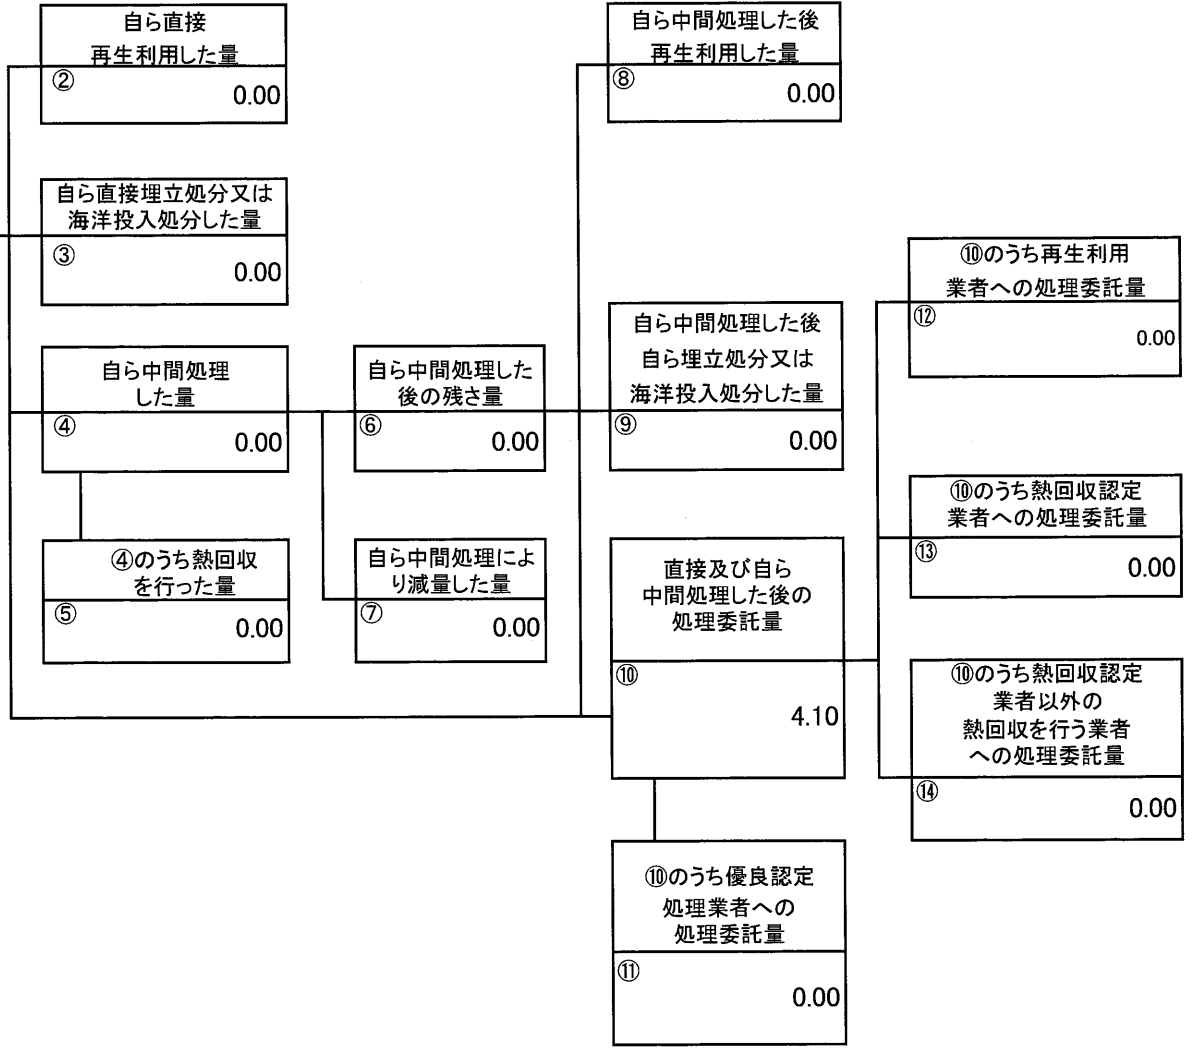 自ら直接
再生利用した量
②
0.00
自ら直接埋立処分又は
海洋投入処分した量
③
0.00
自ら中間処理
した量
④
0.00
④のうち熱回収
を行った量
⑤
0.00
自ら中間処理した
後の残さ量
⑥
0.00
自ら中間処理によ
り減量した量
⑦
0.00
自ら中間処理した後
再生利用した量
⑧
0.00
自ら中間処理した後
自ら埋立処分又は
海洋投入処分した量
⑨
0.00
直接及び自ら
中間処理した後の
処理委託量
⑩
4.10
⑩のうち優良認定
処理業者への
処理委託量
⑪
0.00
⑩のうち再生利用
業者への処理委託量
⑫
0.00
⑩のうち熱回収認定
業者への処理委託量
⑬
0.00
⑩のうち熱回収認定
業者以外の
熱回収を行う業者
への処理委託量
⑭
0.00